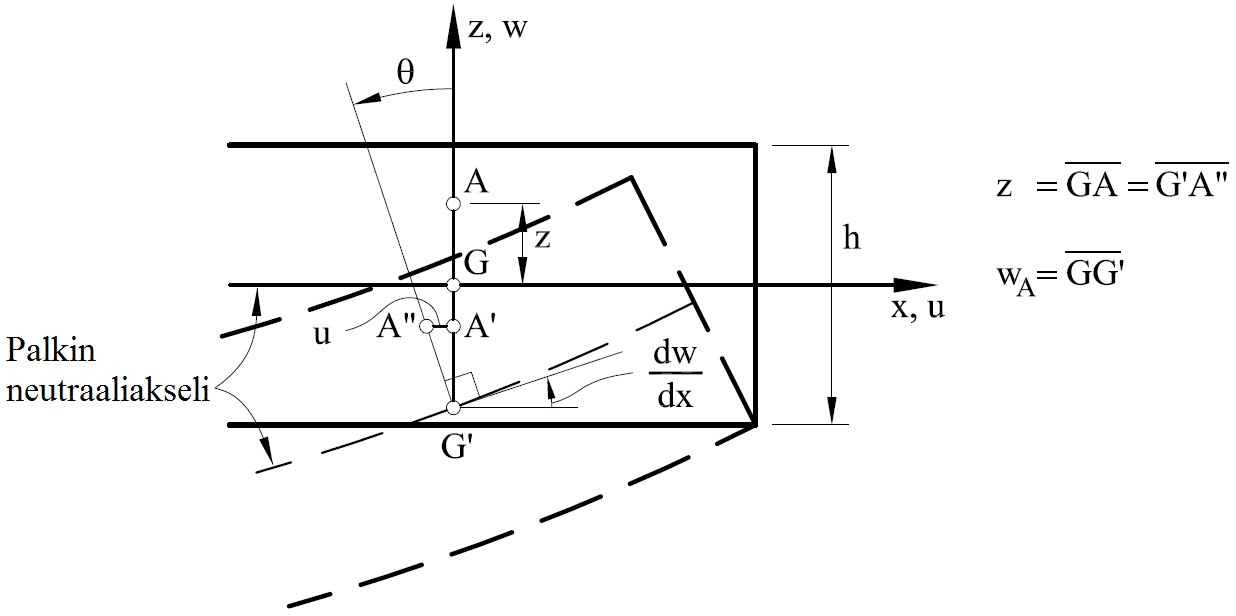 z, w
θ
A
z = GA = G'A"
z
h
G
w_A = GG'
x, u
A"
A'
u
Palkin
neutraaliakseli
dw
dx
G'